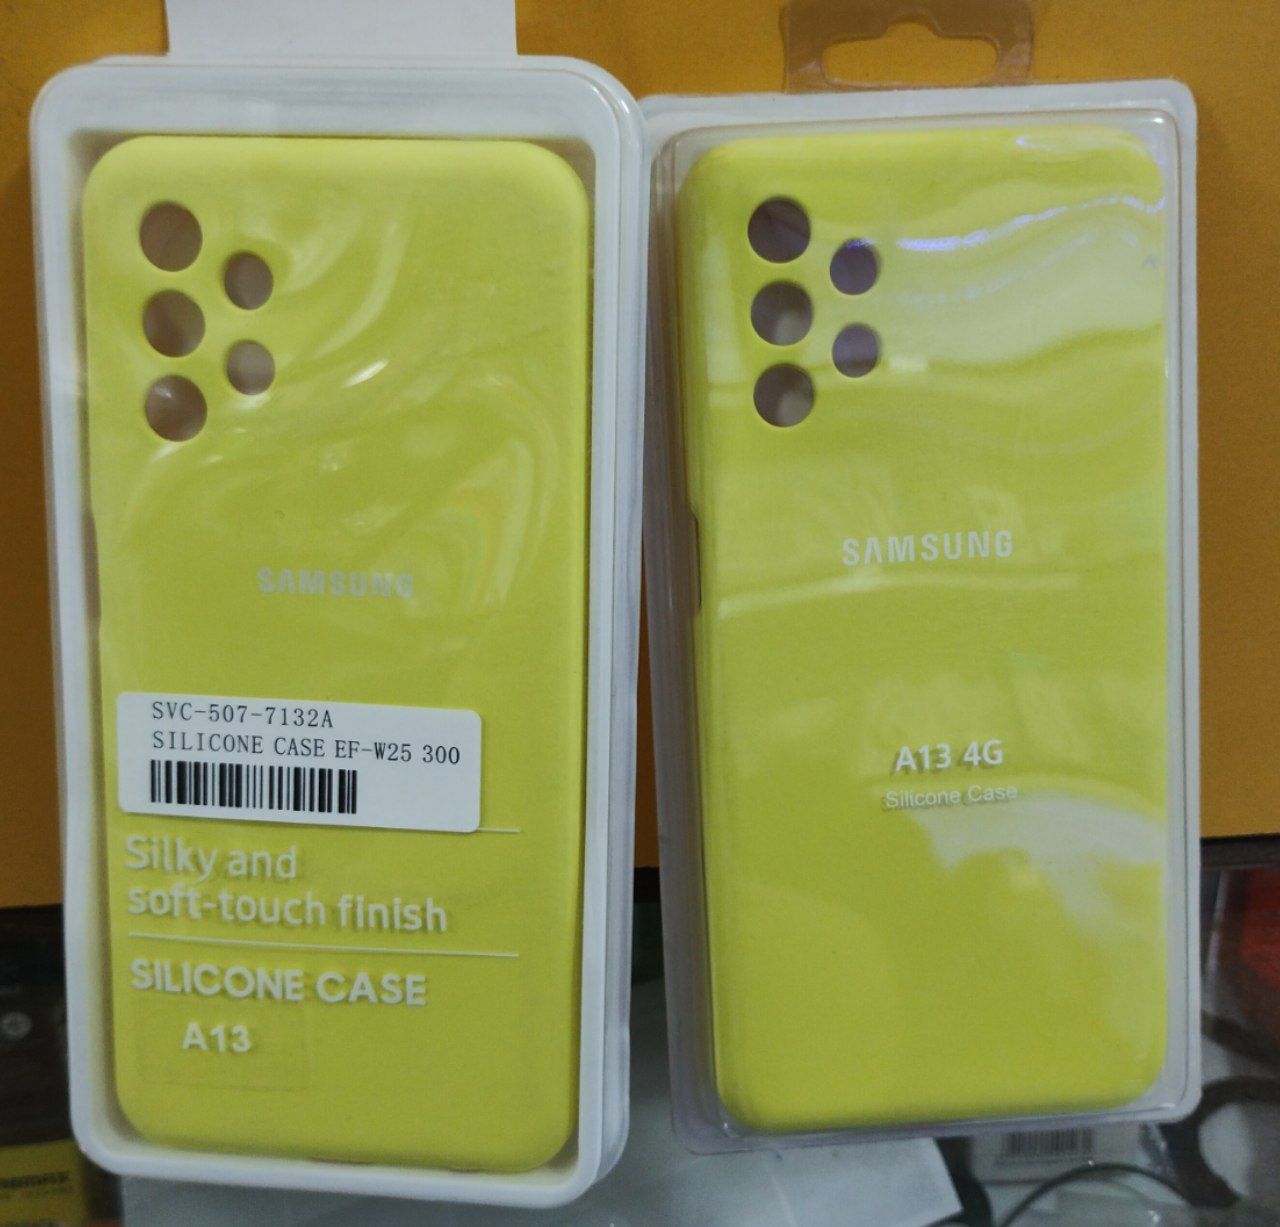 SAMSUNG
SVC-507-7132A
SILICONE CASE EF-W25 300
Silky and
soft-touch finish
SILICONE CASE
A13
SAMSUNG
A13 4G
Silicone Case